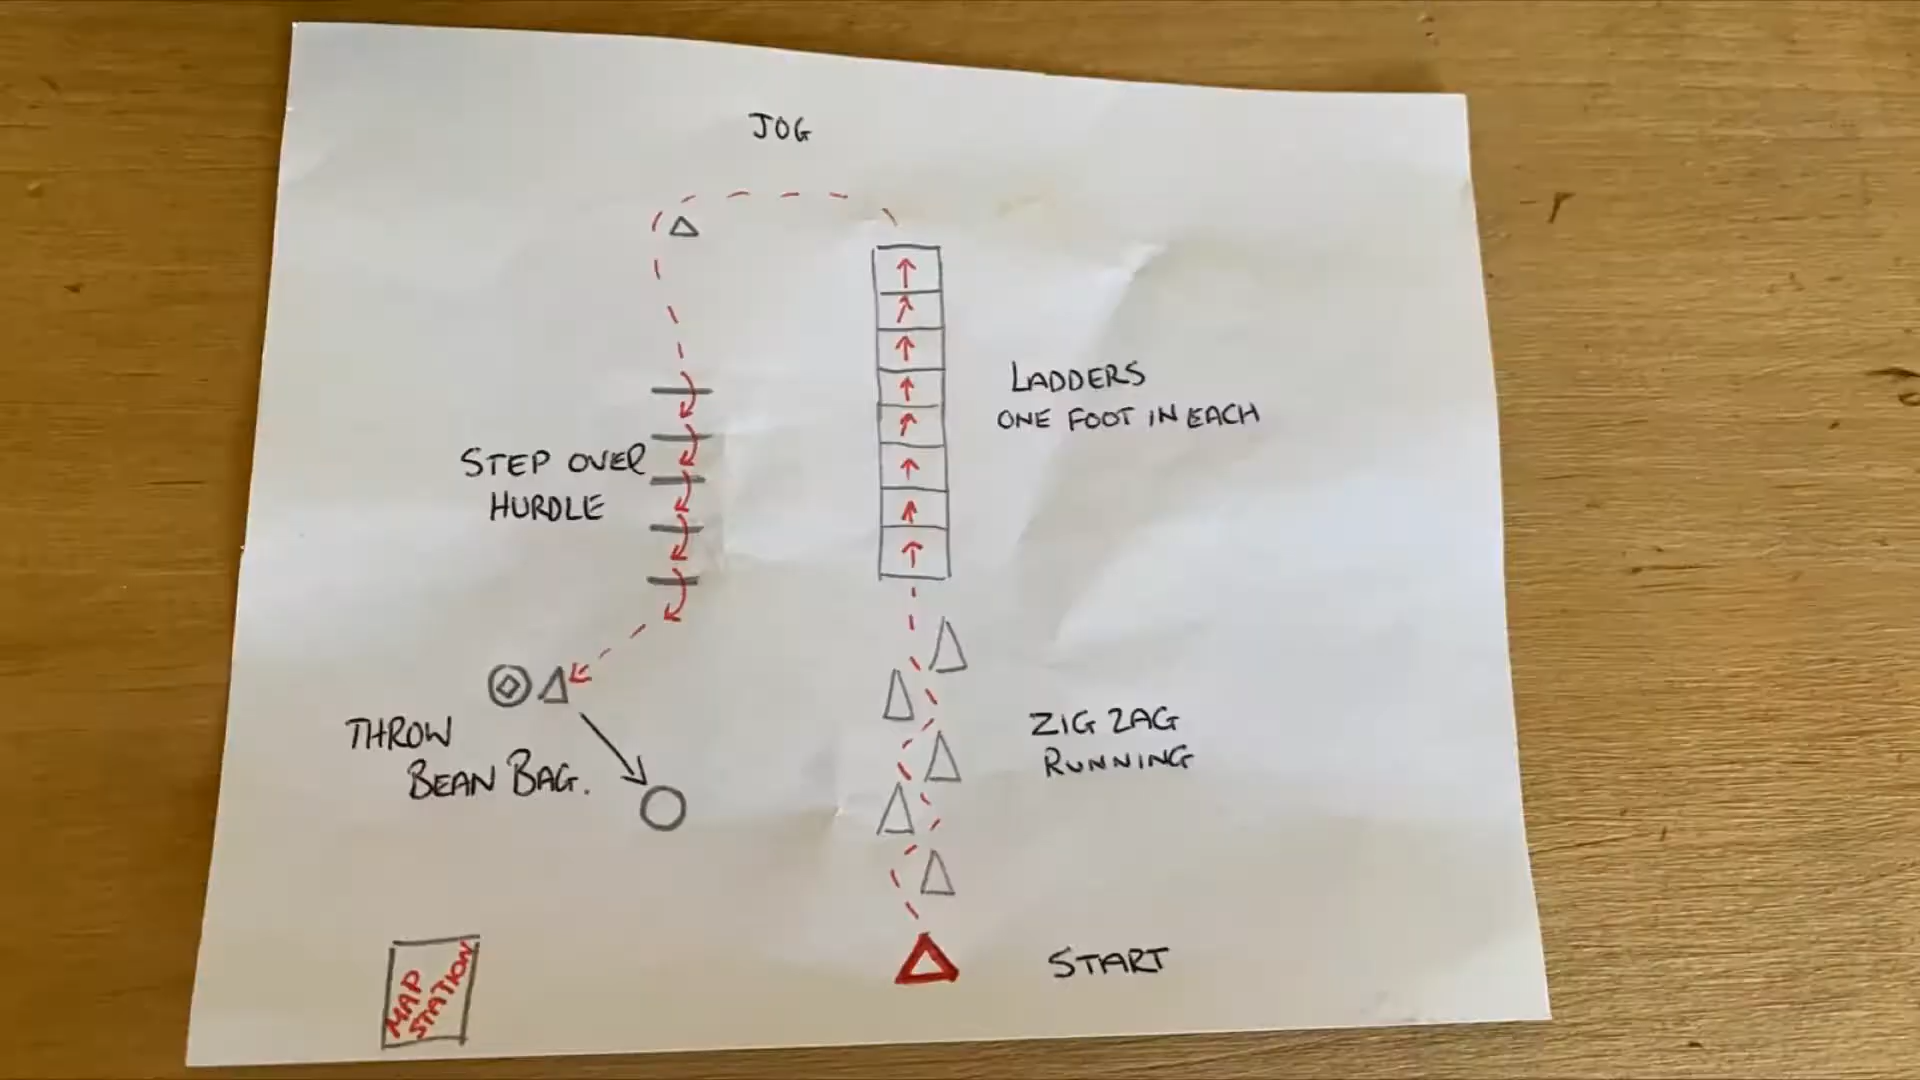 JOG
LADDERS
ONE FOOT IN EACH
STEP OVER
HURDLE
THROW
BEAN BAG.
ZIG ZAG
RUNNING
START
MAP
STATION